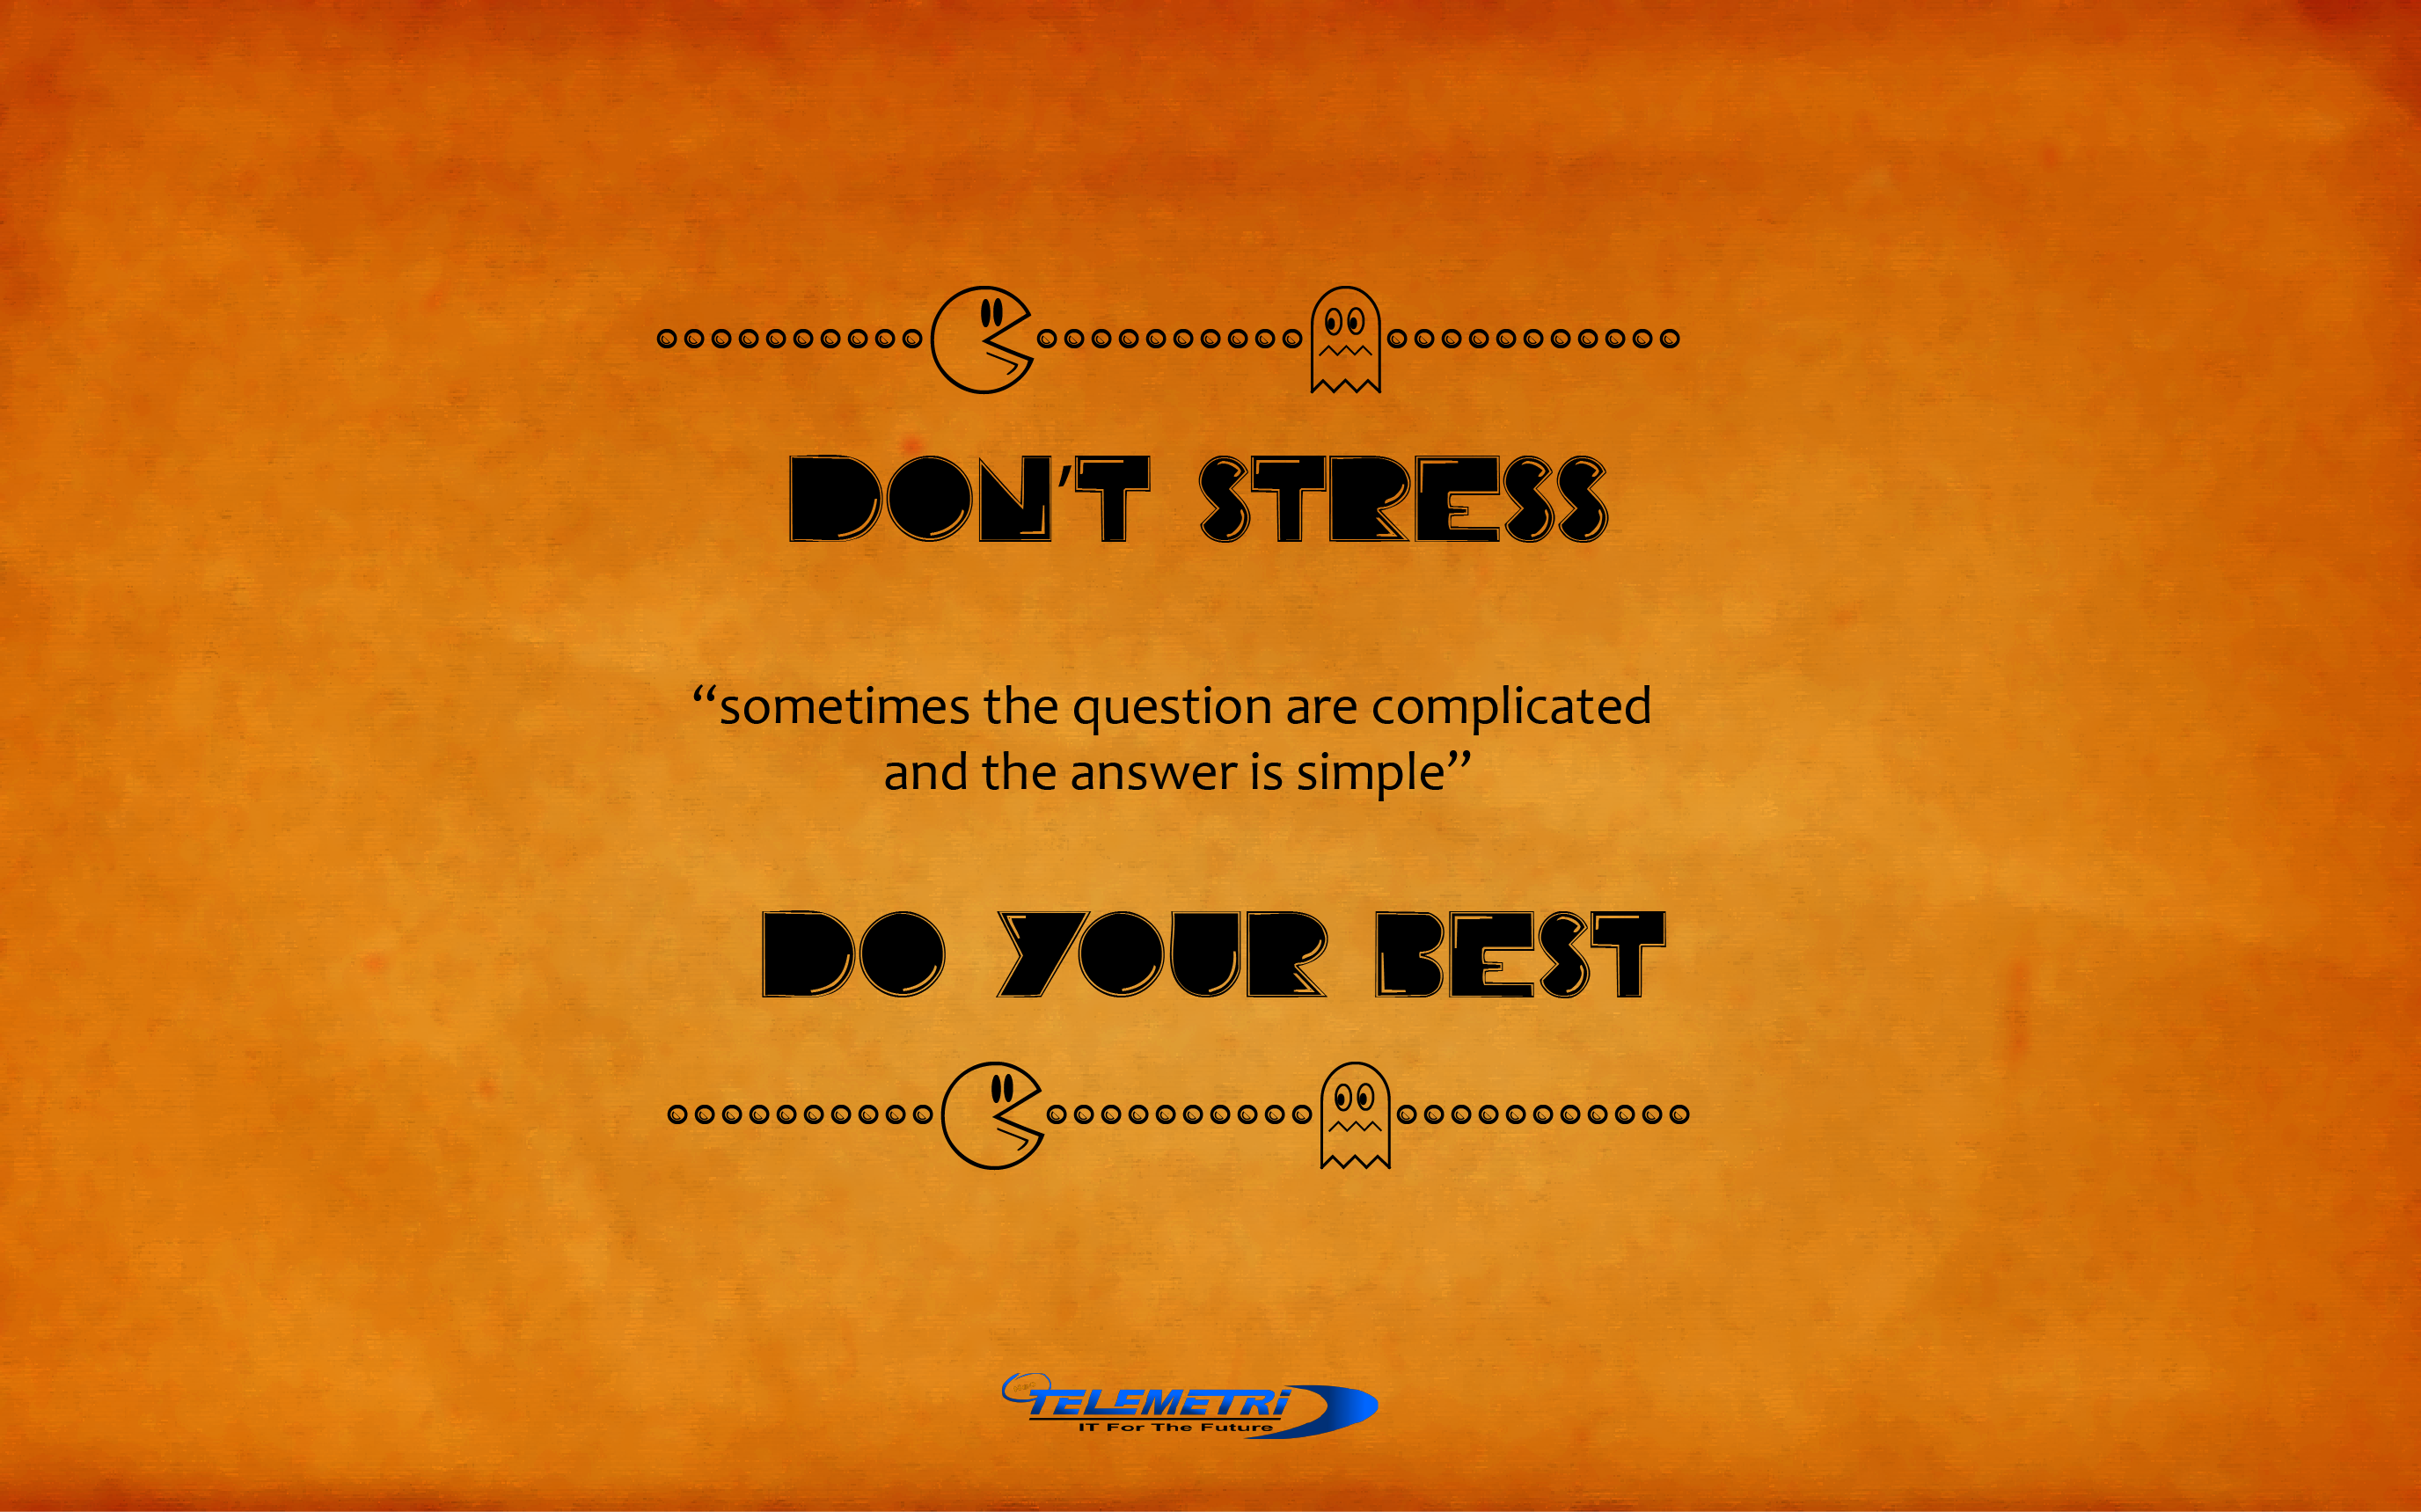 DON'T STRESS
“sometimes the question are complicated
and the answer is simple”
DO YOUR BEST
TELEMETRI
IT For The Future